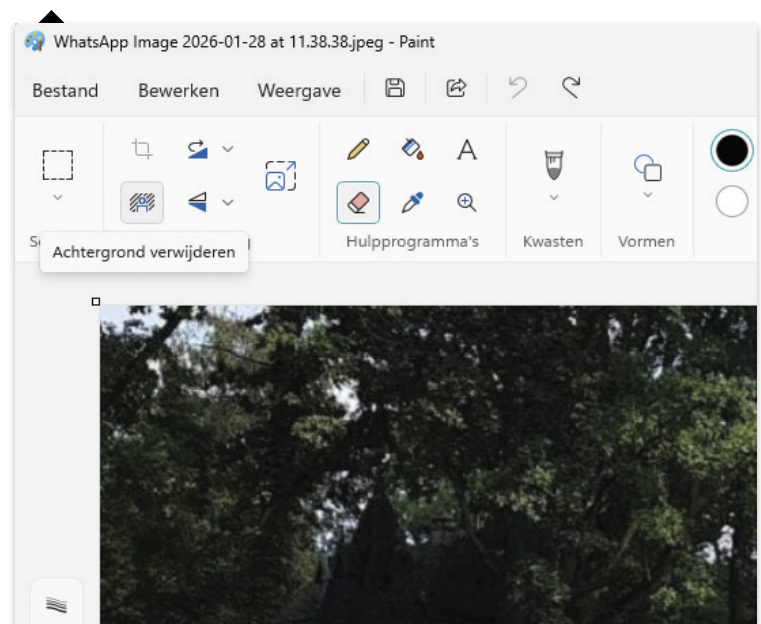 WhatsApp Image 2026-01-28 at 11.38.38.jpeg - Paint
Bestand Bewerken Weergave
A
Achtergrond verwijderen
Hulpprogramma's Kwasten Vormen